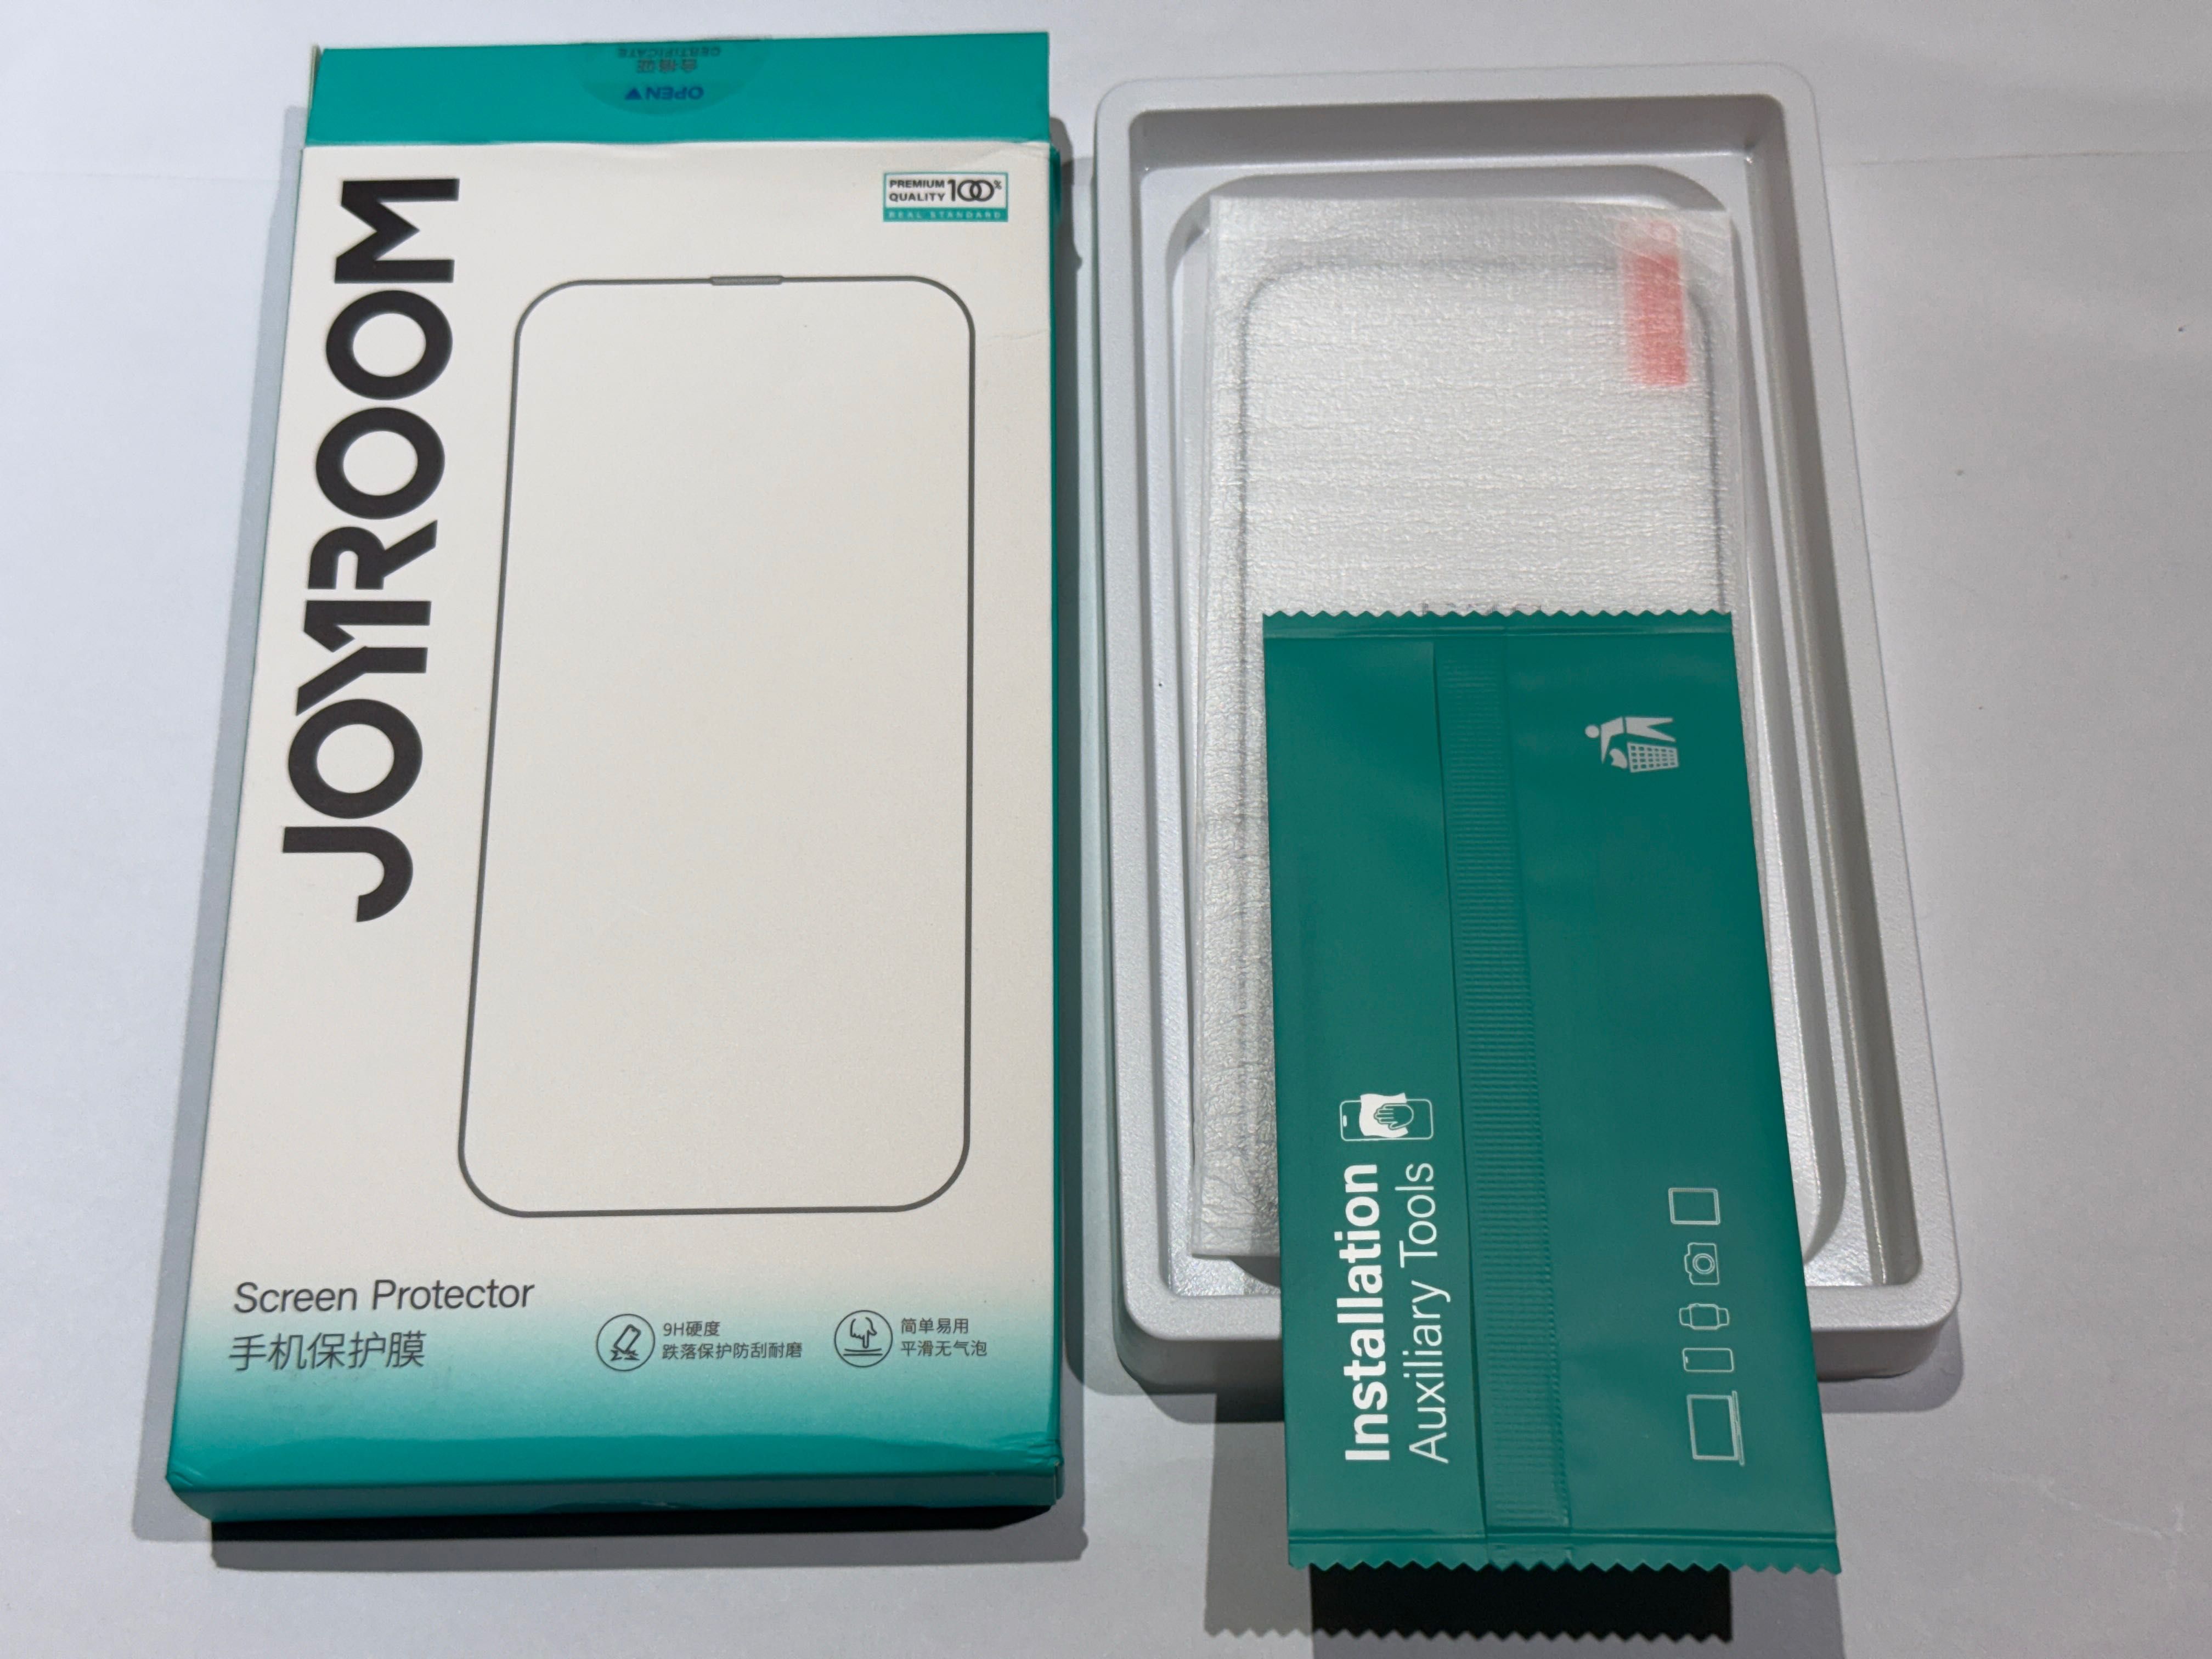 CERTIFICATE
合格证
OPEN
JOYROOM
PREMIUM
QUALITY 100%
REAL STANDARD
Screen Protector
手机保护膜
9H硬度
跌落保护防刮耐磨
简单易用
平滑无气泡
Installation
Auxiliary Tools